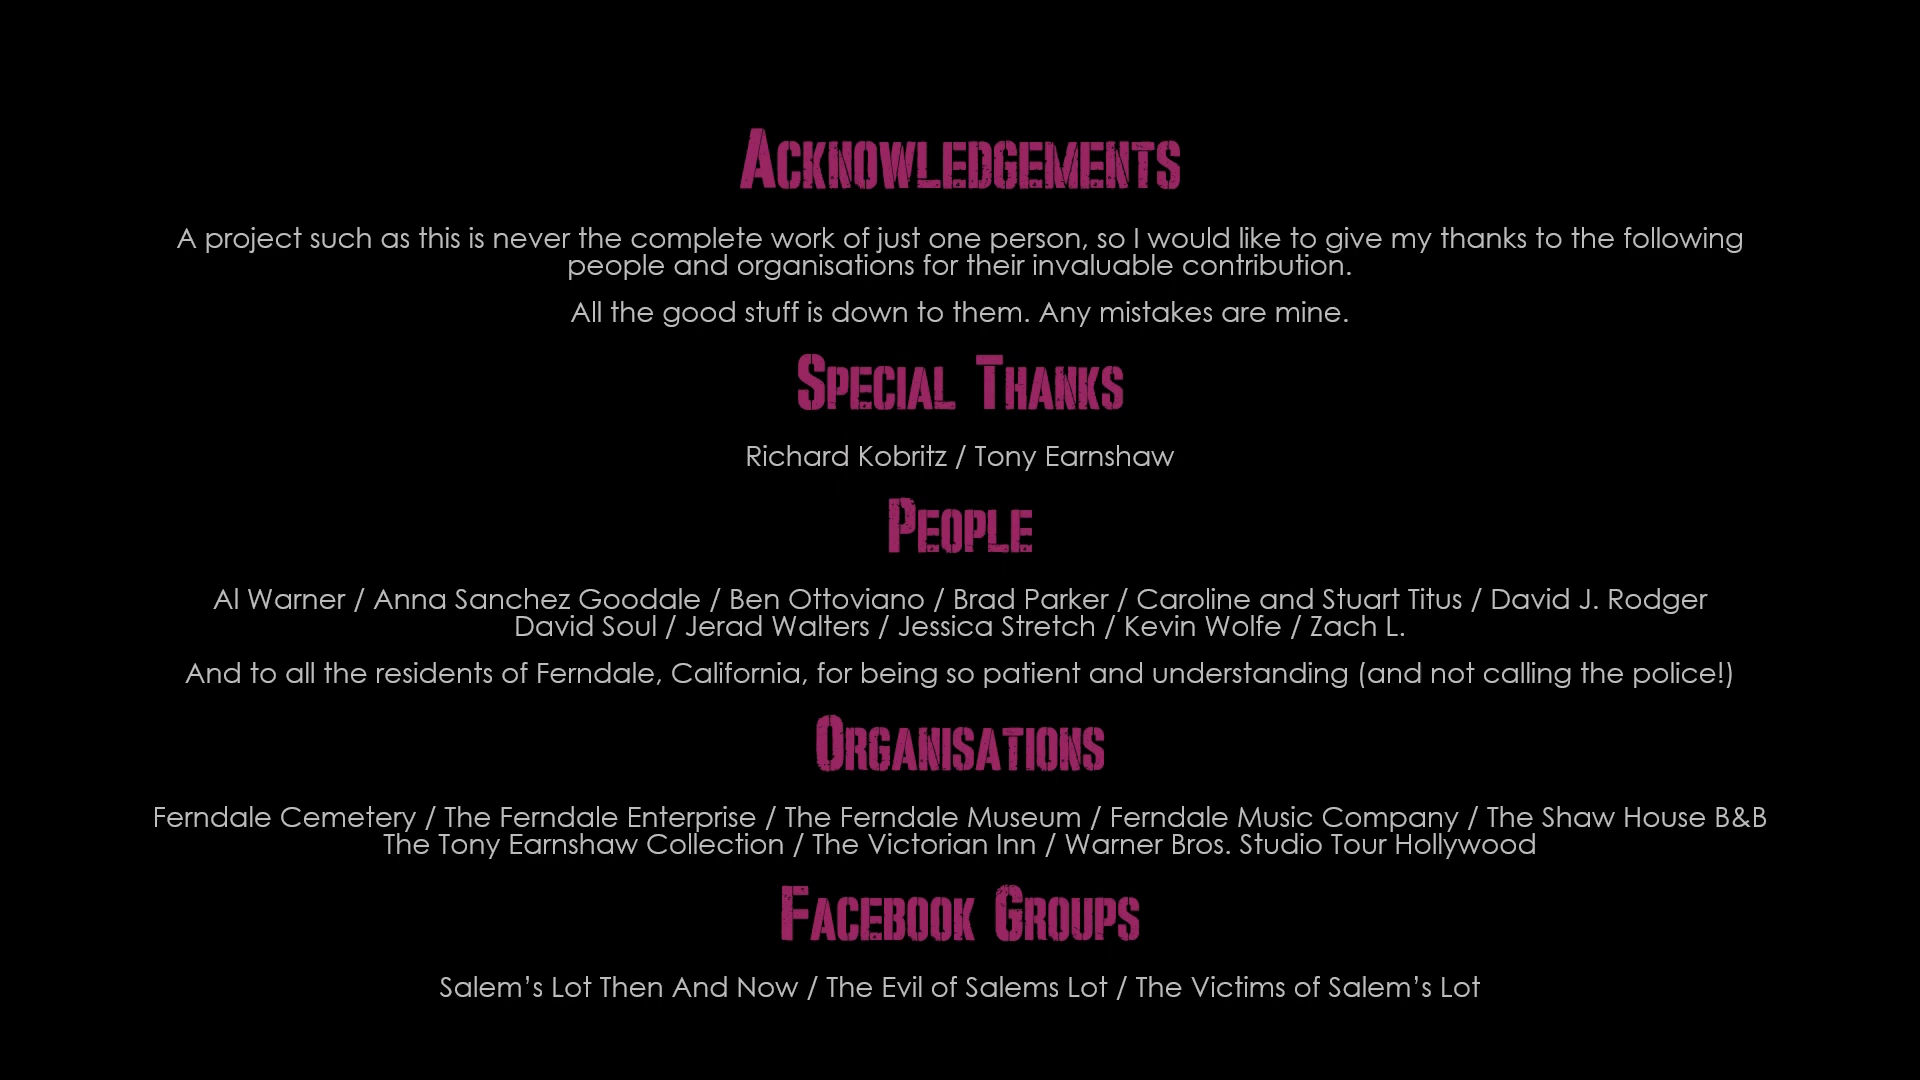 Acknowledgements
A project such as this is never the complete work of just one person, so I would like to give my thanks to the following
people and organisations for their invaluable contribution.
All the good stuff is down to them. Any mistakes are mine.
Special Thanks
Richard Kobritz / Tony Earnshaw
People
Al Warner / Anna Sanchez Goodale / Ben Ottoviano / Brad Parker / Caroline and Stuart Titus / David J. Rodger
David Soul / Jerad Walters / Jessica Stretch / Kevin Wolfe / Zach L.
And to all the residents of Ferndale, California, for being so patient and understanding (and not calling the police!)
Organisations
Ferndale Cemetery / The Ferndale Enterprise / The Ferndale Museum / Ferndale Music Company / The Shaw House B&B
The Tony Earnshaw Collection / The Victorian Inn / Warner Bros. Studio Tour Hollywood
Facebook Groups
Salem’s Lot Then And Now / The Evil of Salems Lot / The Victims of Salem’s Lot